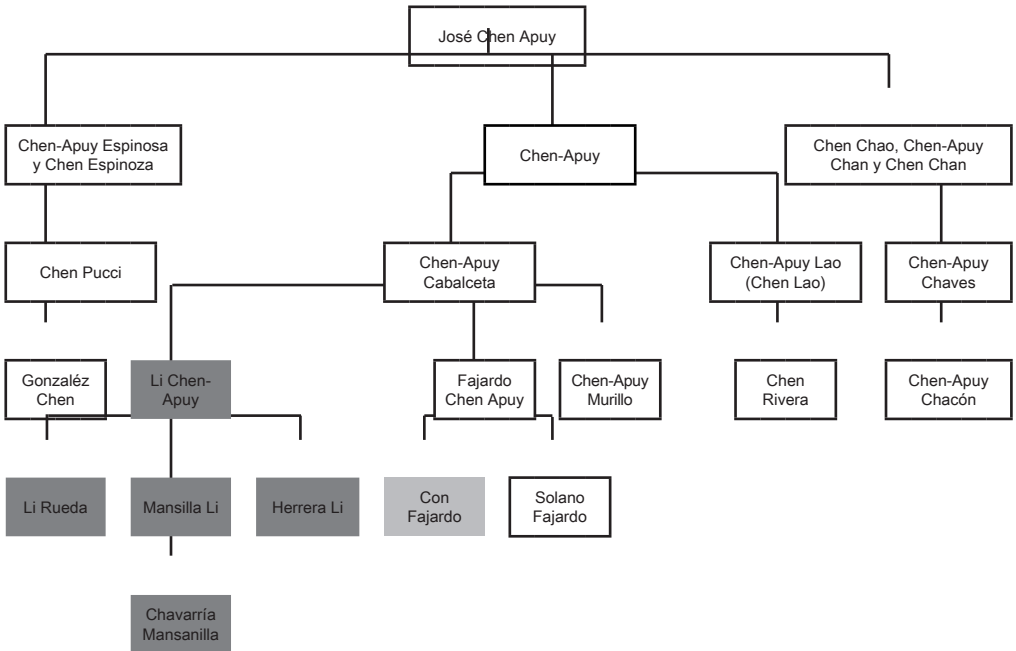 José Chen Apuy
Chen-Apuy Espinosa
y Chen Espinoza
Chen-Apuy
Chen Chao, Chen-Apuy
Chan y Chen Chan
Chen Pucci
Chen-Apuy
Cabalceta
Chen-Apuy Lao
(Chen Lao)
Chen-Apuy
Chaves
Gonzaléz
Chen
Li Chen-
Apuy
Fajardo
Chen Apuy
Chen-Apuy
Murillo
Chen
Rivera
Chen-Apuy
Chacón
Li Rueda
Mansilla Li
Herrera Li
Con
Fajardo
Solano
Fajardo
Chavarría
Mansanilla